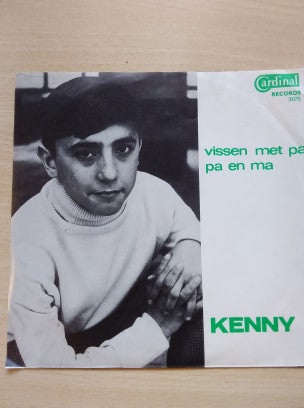 Cardinal
RECORDS
3075
vissen met pa
pa en ma
KENNY